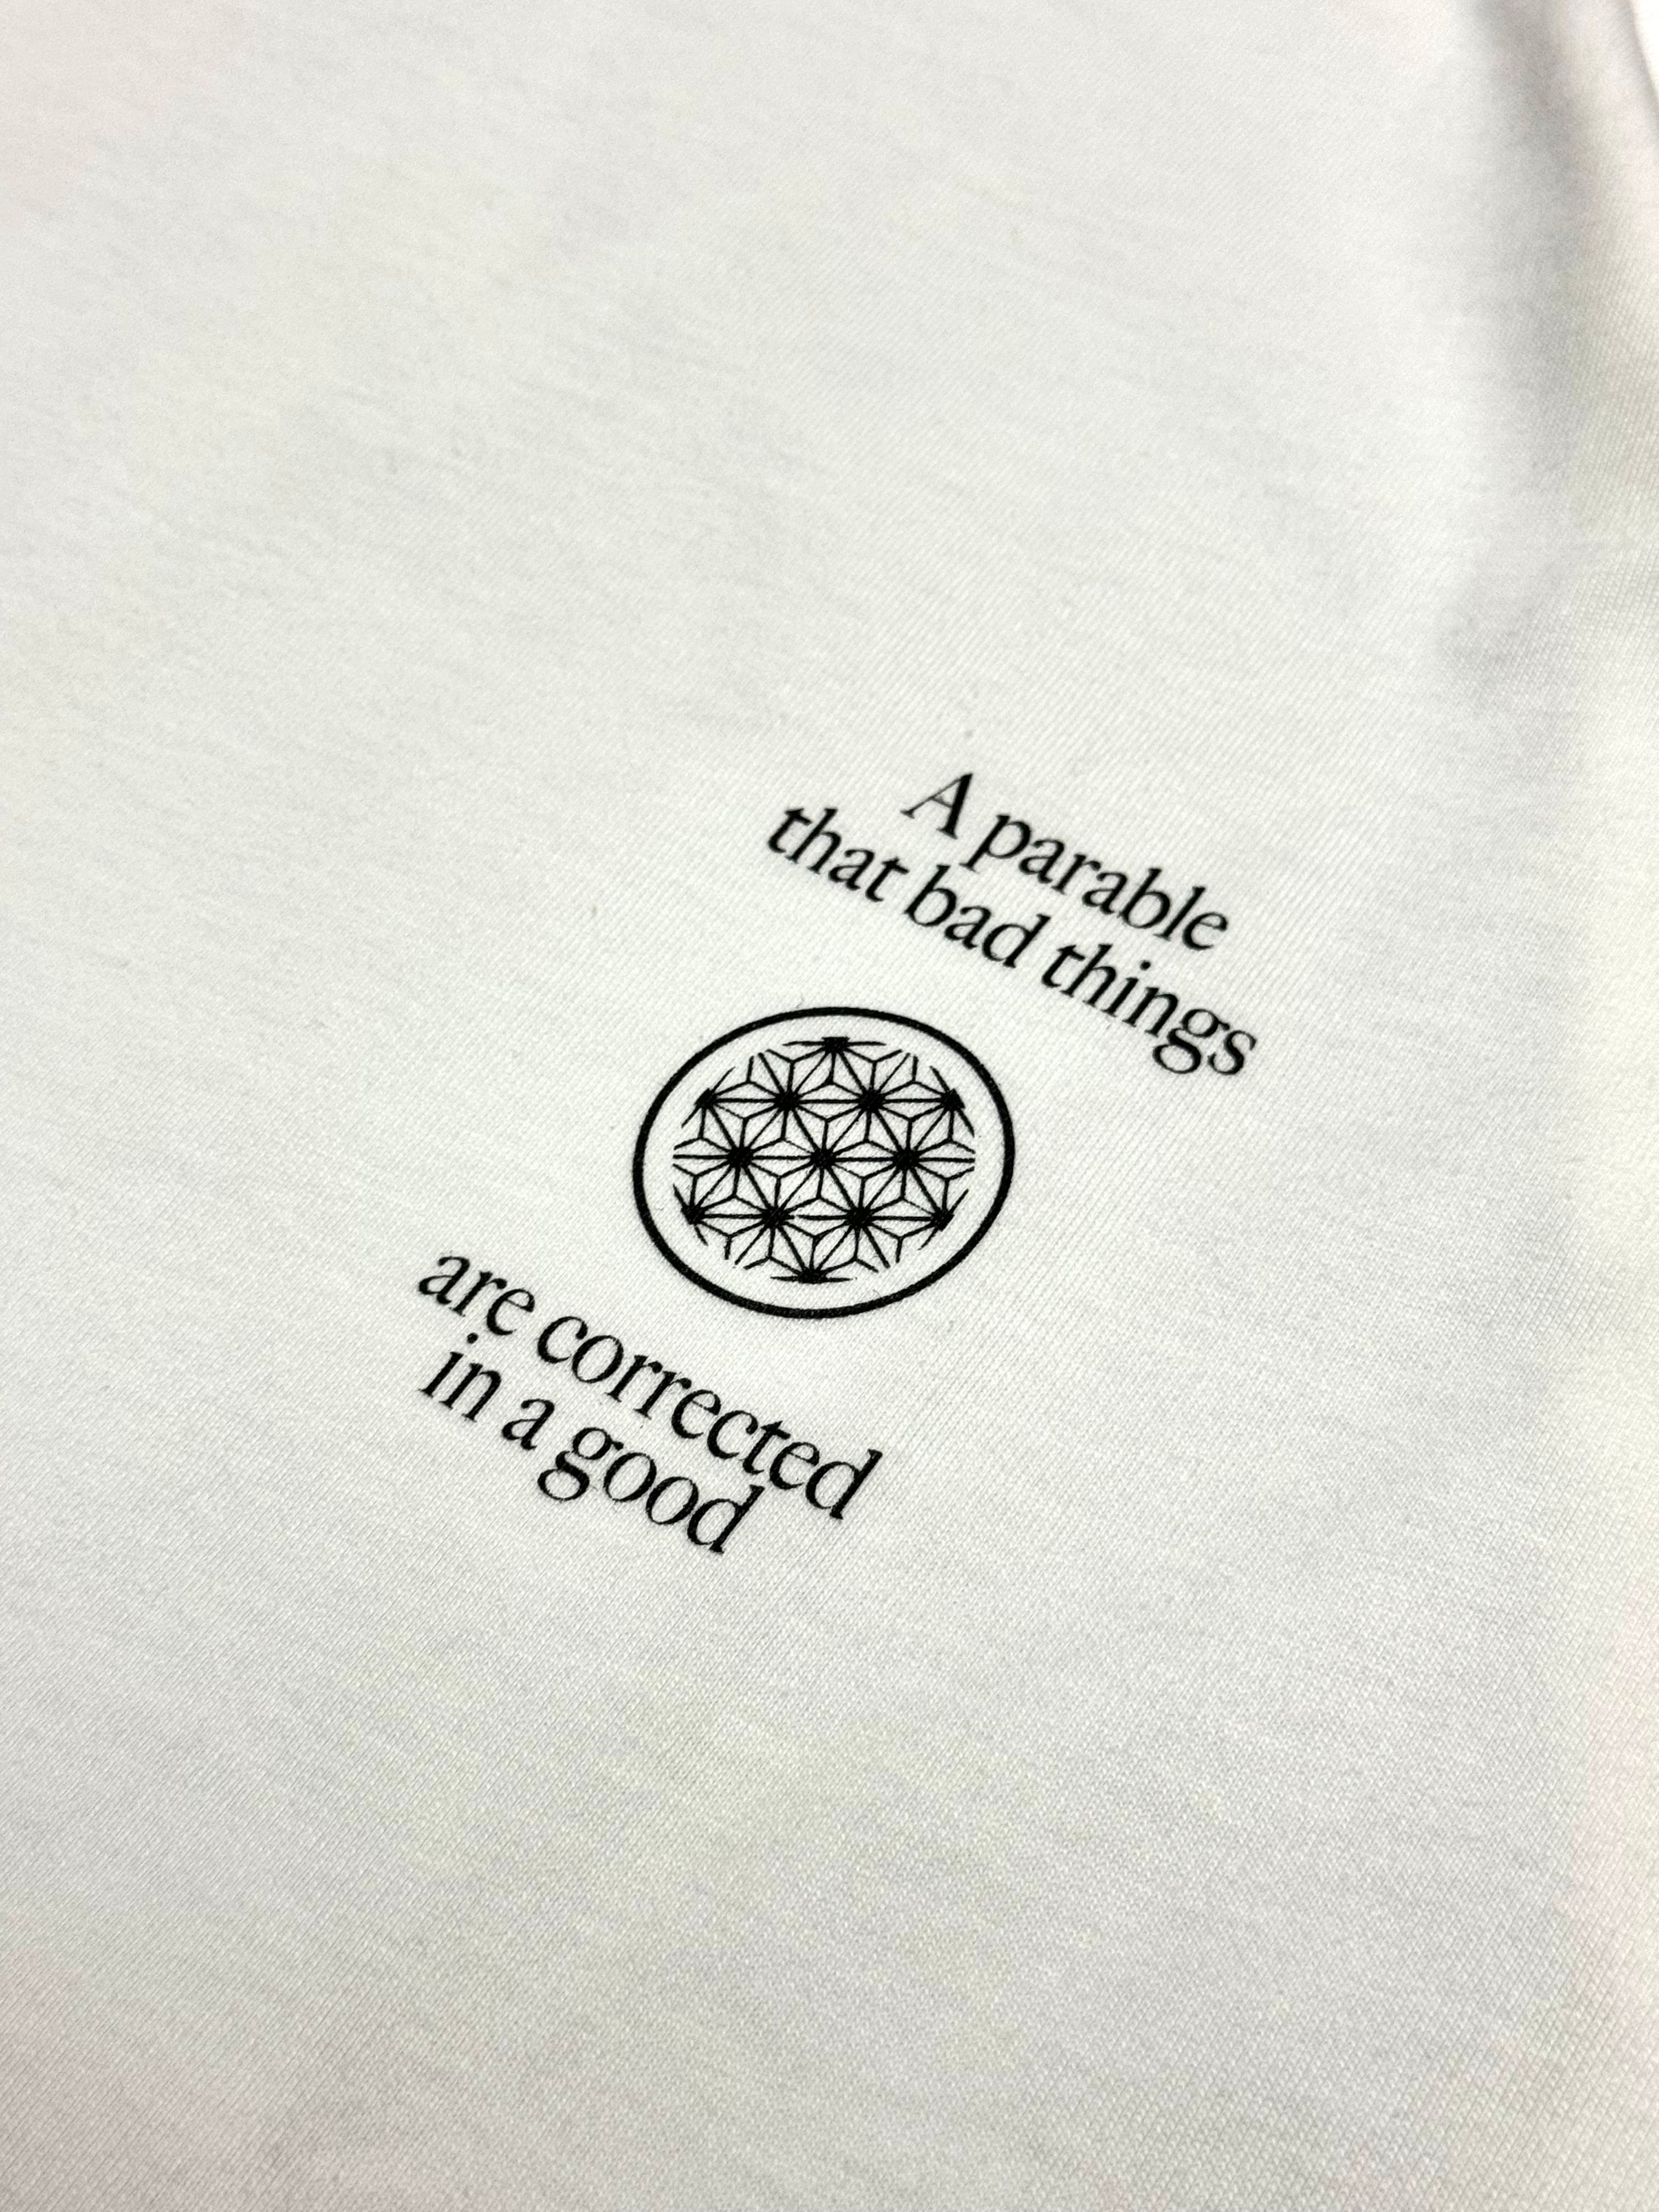 A parable
that bad things
are corrected
in a good